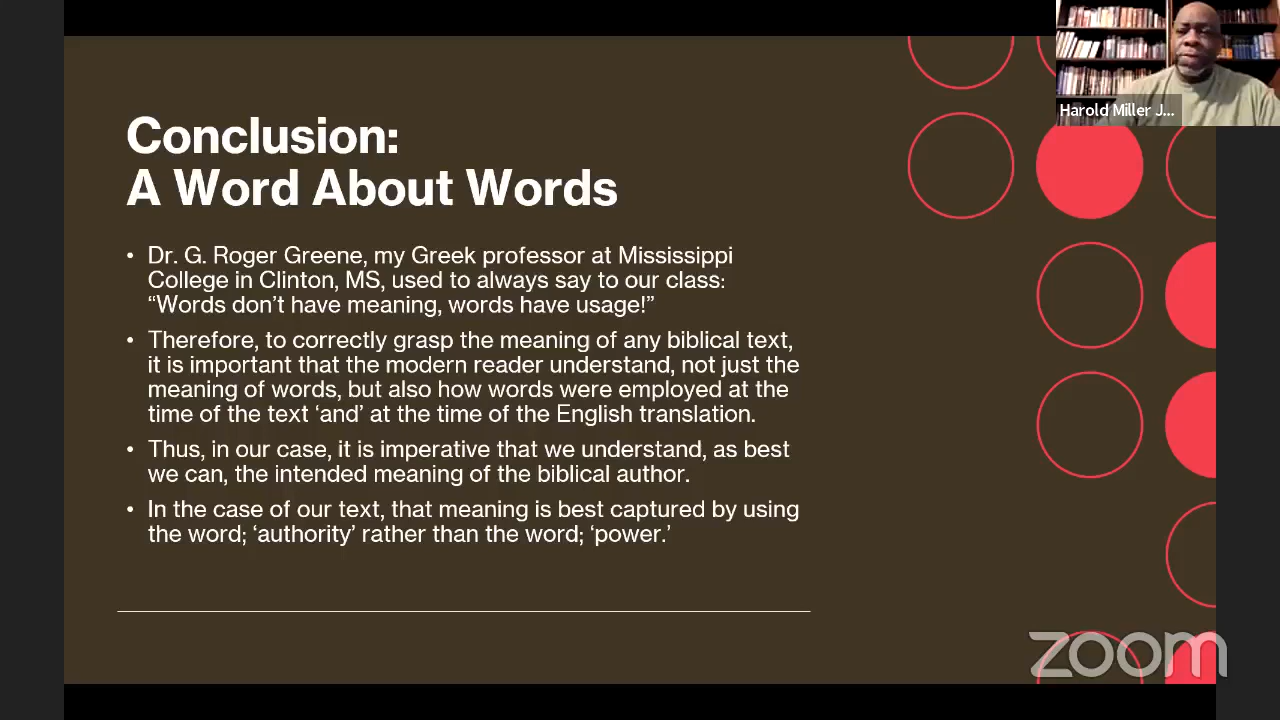 Harold Miller J...
Conclusion:
A Word About Words
• Dr. G. Roger Greene, my Greek professor at Mississippi
College in Clinton, MS, used to always say to our class:
“Words don’t have meaning, words have usage!”
• Therefore, to correctly grasp the meaning of any biblical text,
it is important that the modern reader understand, not just the
meaning of words, but also how words were employed at the
time of the text ‘and’ at the time of the English translation.
• Thus, in our case, it is imperative that we understand, as best
we can, the intended meaning of the biblical author.
• In the case of our text, that meaning is best captured by using
the word; ‘authority’ rather than the word; ‘power.’
zoom